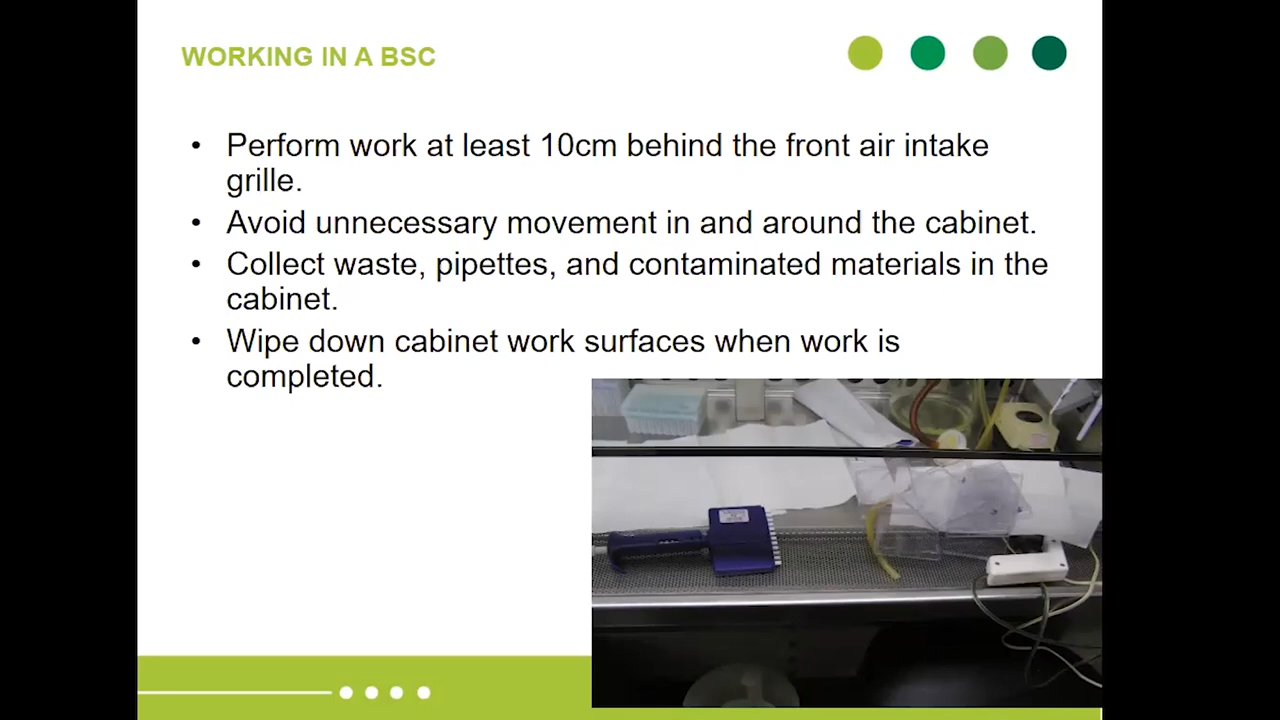 WORKING IN A BSC
• Perform work at least 10cm behind the front air intake
grille.
• Avoid unnecessary movement in and around the cabinet.
• Collect waste, pipettes, and contaminated materials in the
cabinet.
• Wipe down cabinet work surfaces when work is
completed.